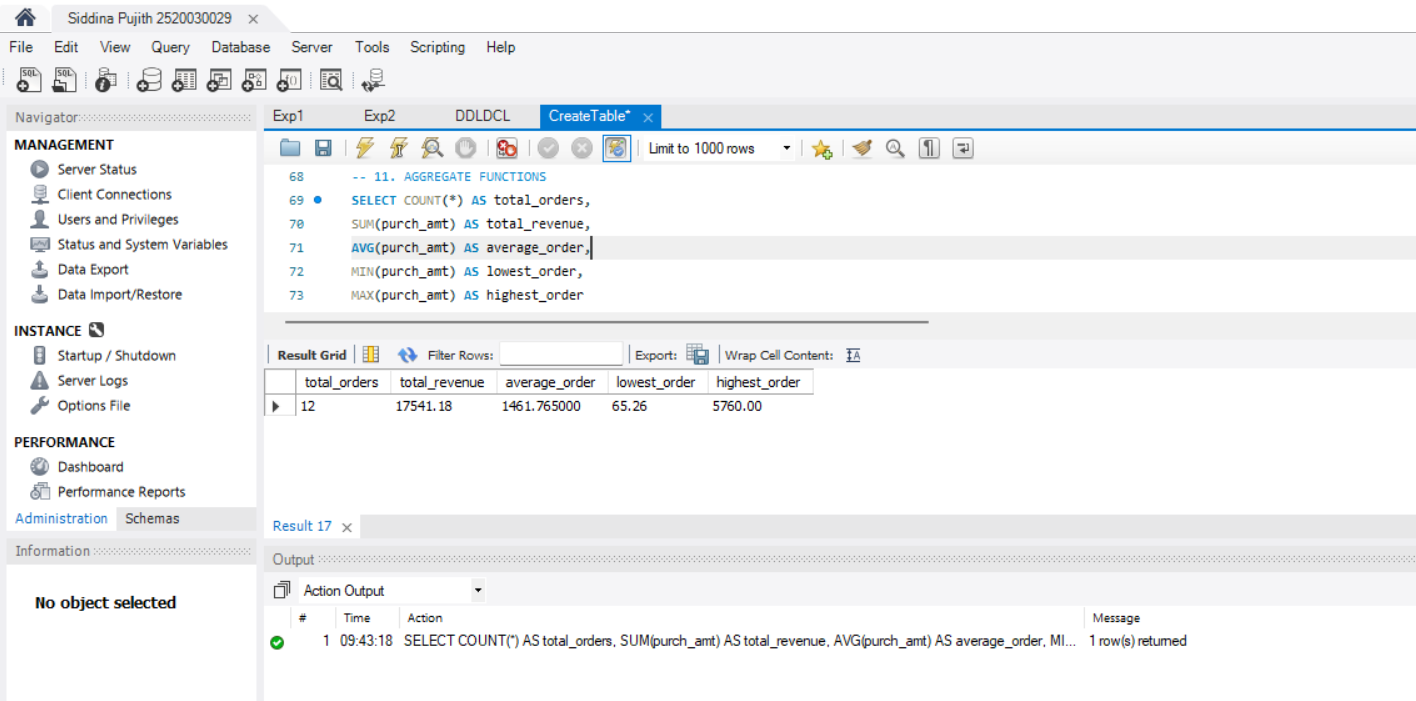 Siddina Pujith 2520030029 ×
File Edit View Query Database Server Tools Scripting Help
SQL SQL
Navigator
Exp1 Exp2 DDLDCL CreateTable* ×
MANAGEMENT
Server Status
Client Connections
Users and Privileges
Status and System Variables
Data Export
Data Import/Restore
INSTANCE
Startup / Shutdown
Server Logs
Options File
PERFORMANCE
Dashboard
Performance Reports
Administration Schemas
Information
No object selected
Limit to 1000 rows
68 -- 11. AGGREGATE FUNCTIONS
69 SELECT COUNT(*) AS total_orders,
70 SUM(purch_amt) AS total_revenue,
71 AVG(purch_amt) AS average_order,
72 MIN(purch_amt) AS lowest_order,
73 MAX(purch_amt) AS highest_order
Result Grid Filter Rows: Export: Wrap Cell Content: IA
total_orders total_revenue average_order lowest_order highest_order
12 17541.18 1461.765000 65.26 5760.00
Result 17 ×
Output
Action Output
# Time Action Message
1 09:43:18 SELECT COUNT(*) AS total_orders, SUM(purch_amt) AS total_revenue, AVG(purch_amt) AS average_order, MI... 1 row(s) returned